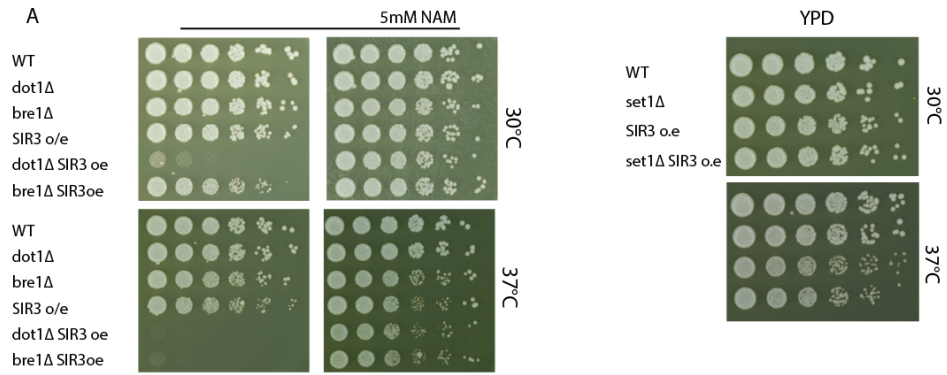 A
5mM NAM
WT
dot1Δ
bre1Δ
SIR3 o/e
dot1Δ SIR3 oe
bre1Δ SIR3oe
30°C
WT
dot1Δ
bre1Δ
SIR3 o/e
dot1Δ SIR3 oe
bre1Δ SIR3oe
37°C
YPD
WT
set1Δ
SIR3 o.e
set1Δ SIR3 o.e
30°C
37°C